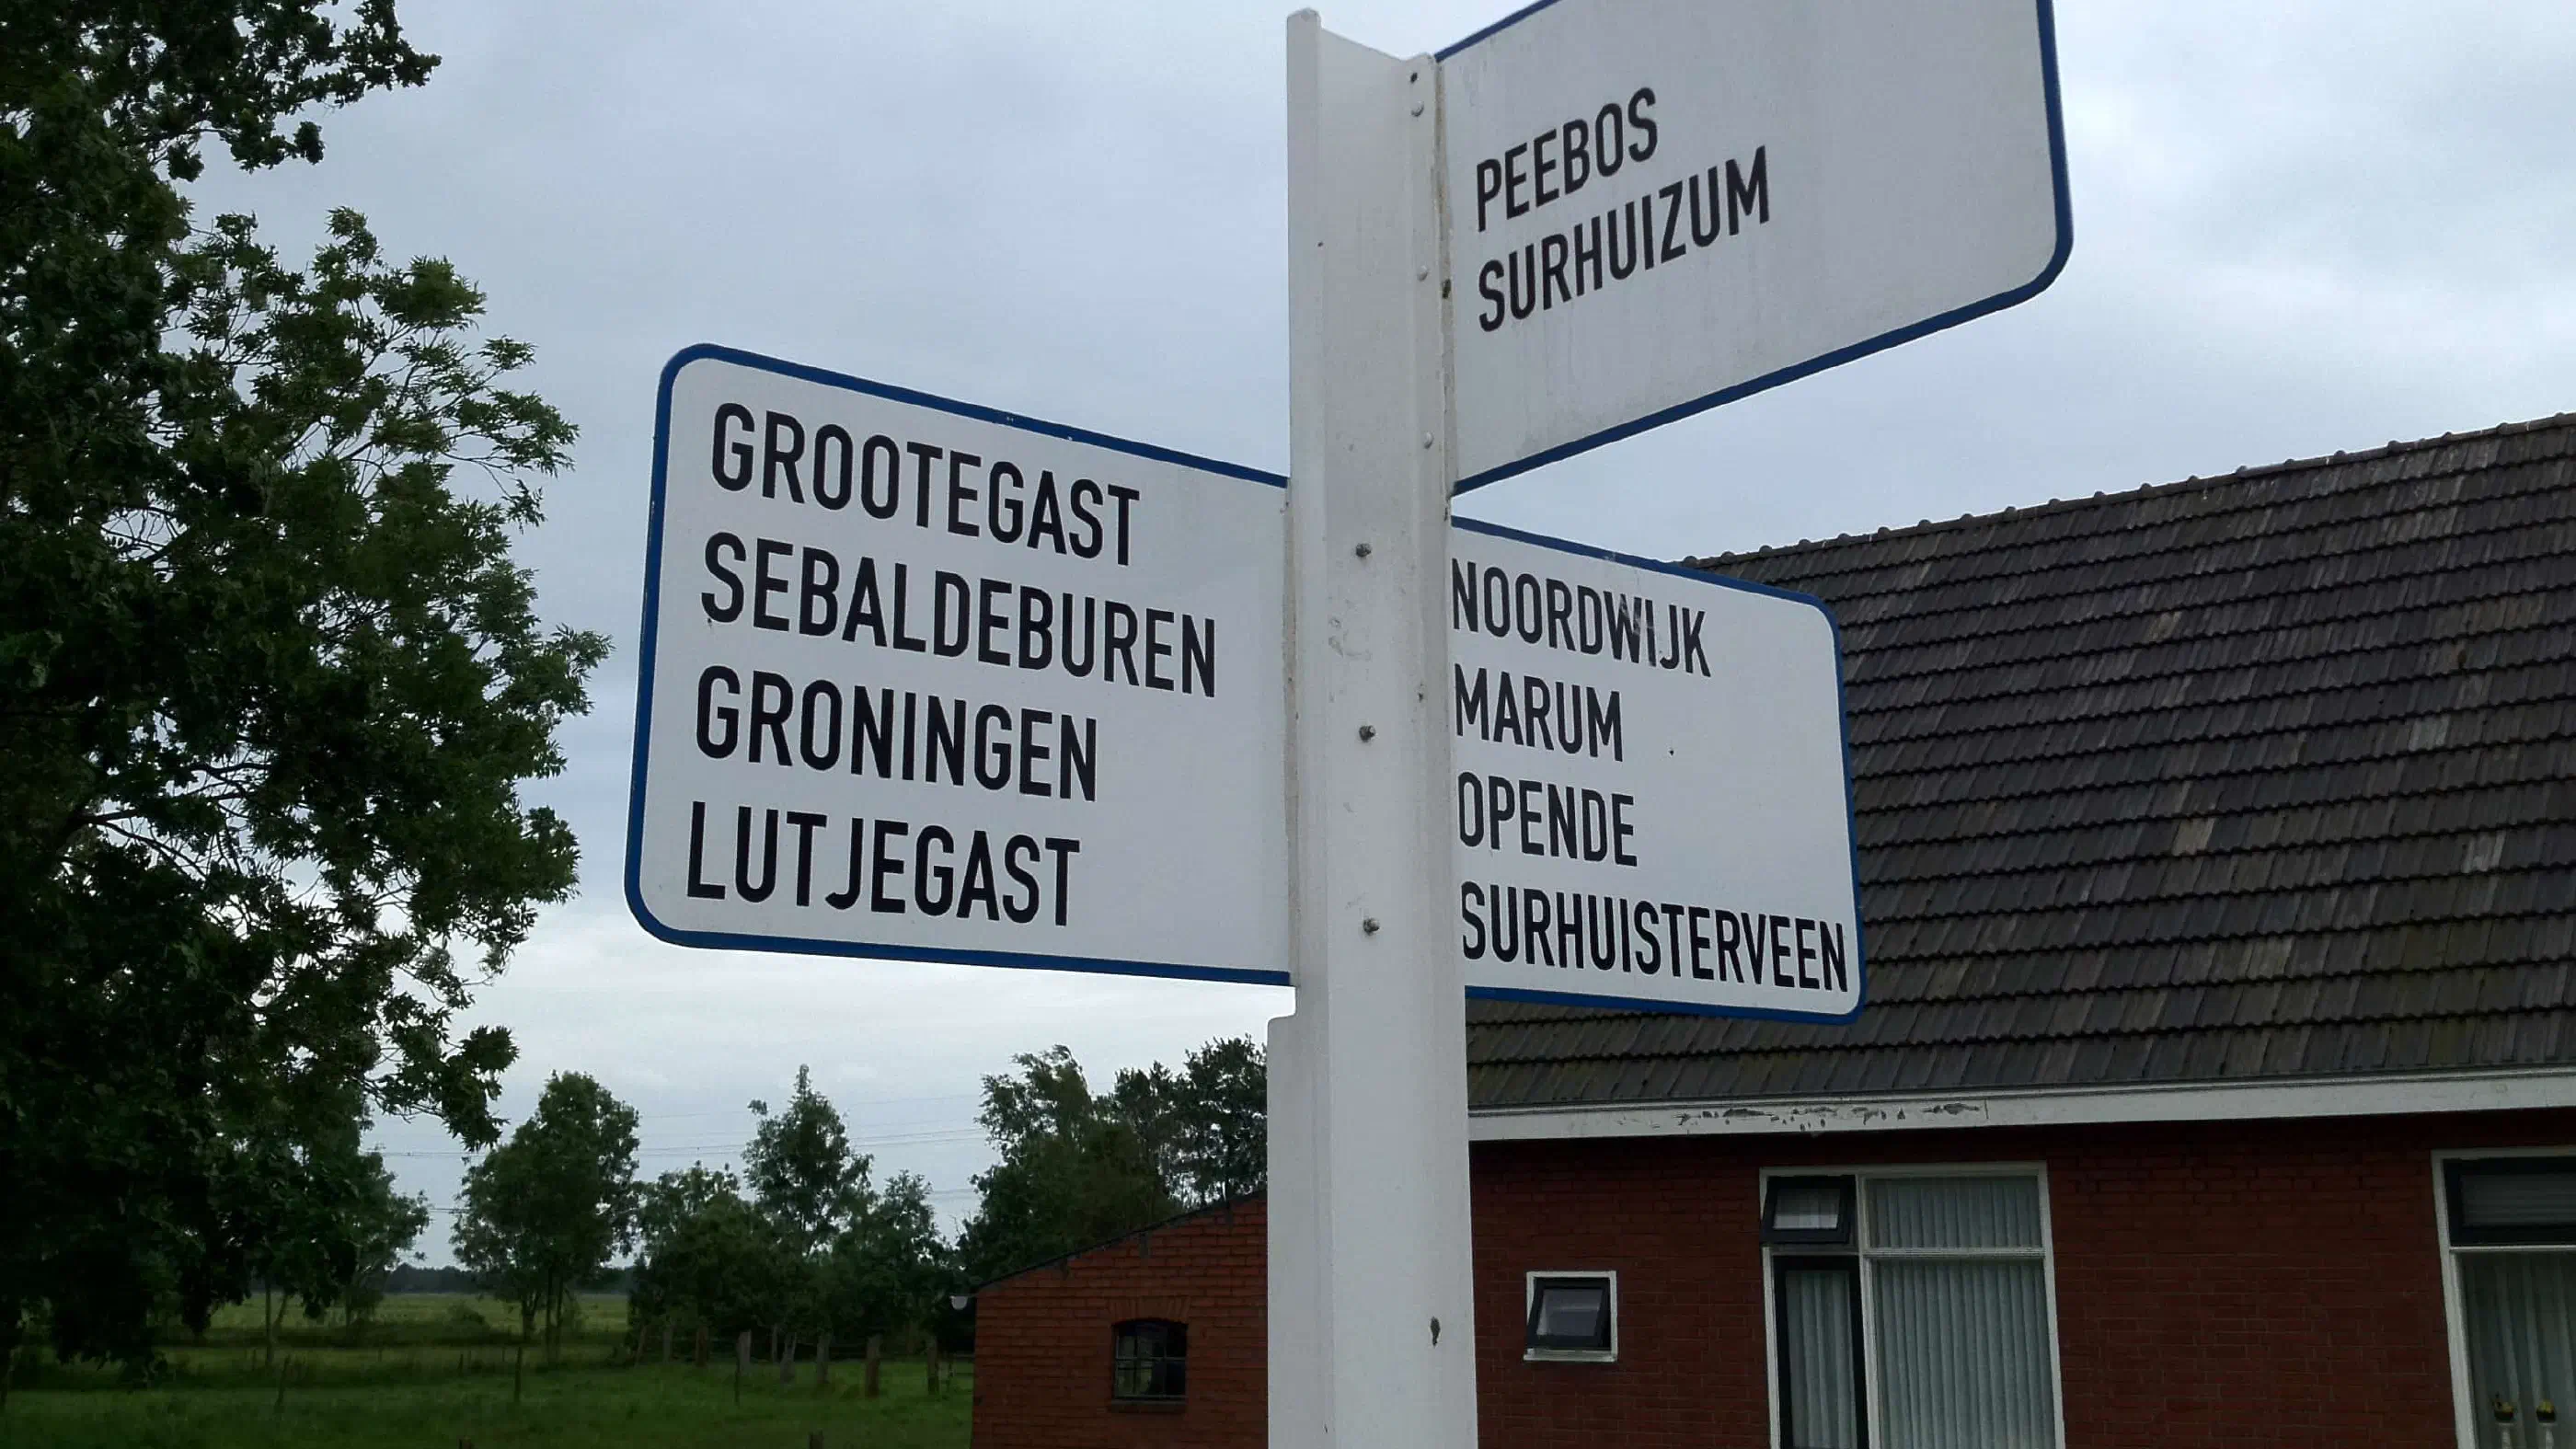 PEEBOS
SURHUIZUM
GROOTEGAST
SEBALDEBUREN
GRONINGEN
LUTJEGAST
NOORDWIJK
MARUM
OPENDE
SURHUISTERVEEN